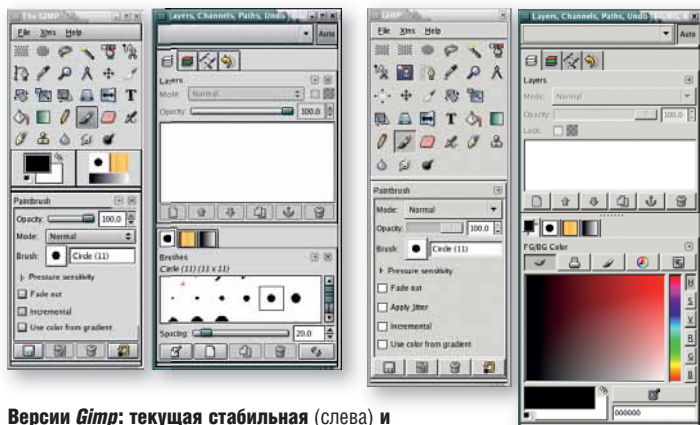 The GIMP
File Xtns Help
Paintbrush
Opacity: 100.0
Mode: Normal
Brush: Circle (11)
Pressure sensitivity
Fade out
Incremental
Use color from gradient
Layers, Channels, Paths, Undo
Auto
Layers
Mode: Normal
Opacity: 100.0
Brushes
Circle (11) (11 x 11)
Spacing: 20.0
GIMP
File Xtns Help
Paintbrush
Mode: Normal
Opacity: 100.0
Brush: Circle (11)
Pressure sensitivity
Fade out
Apply Jitter
Incremental
Use color from gradient
Layers, Channels, Paths, Undo
Auto
Layers
Mode: Normal
Opacity: 100.0
Lock:
FG/BG Color
H
S
V
R
G
B
000000
Версии Gimp: текущая стабильная (слева) и